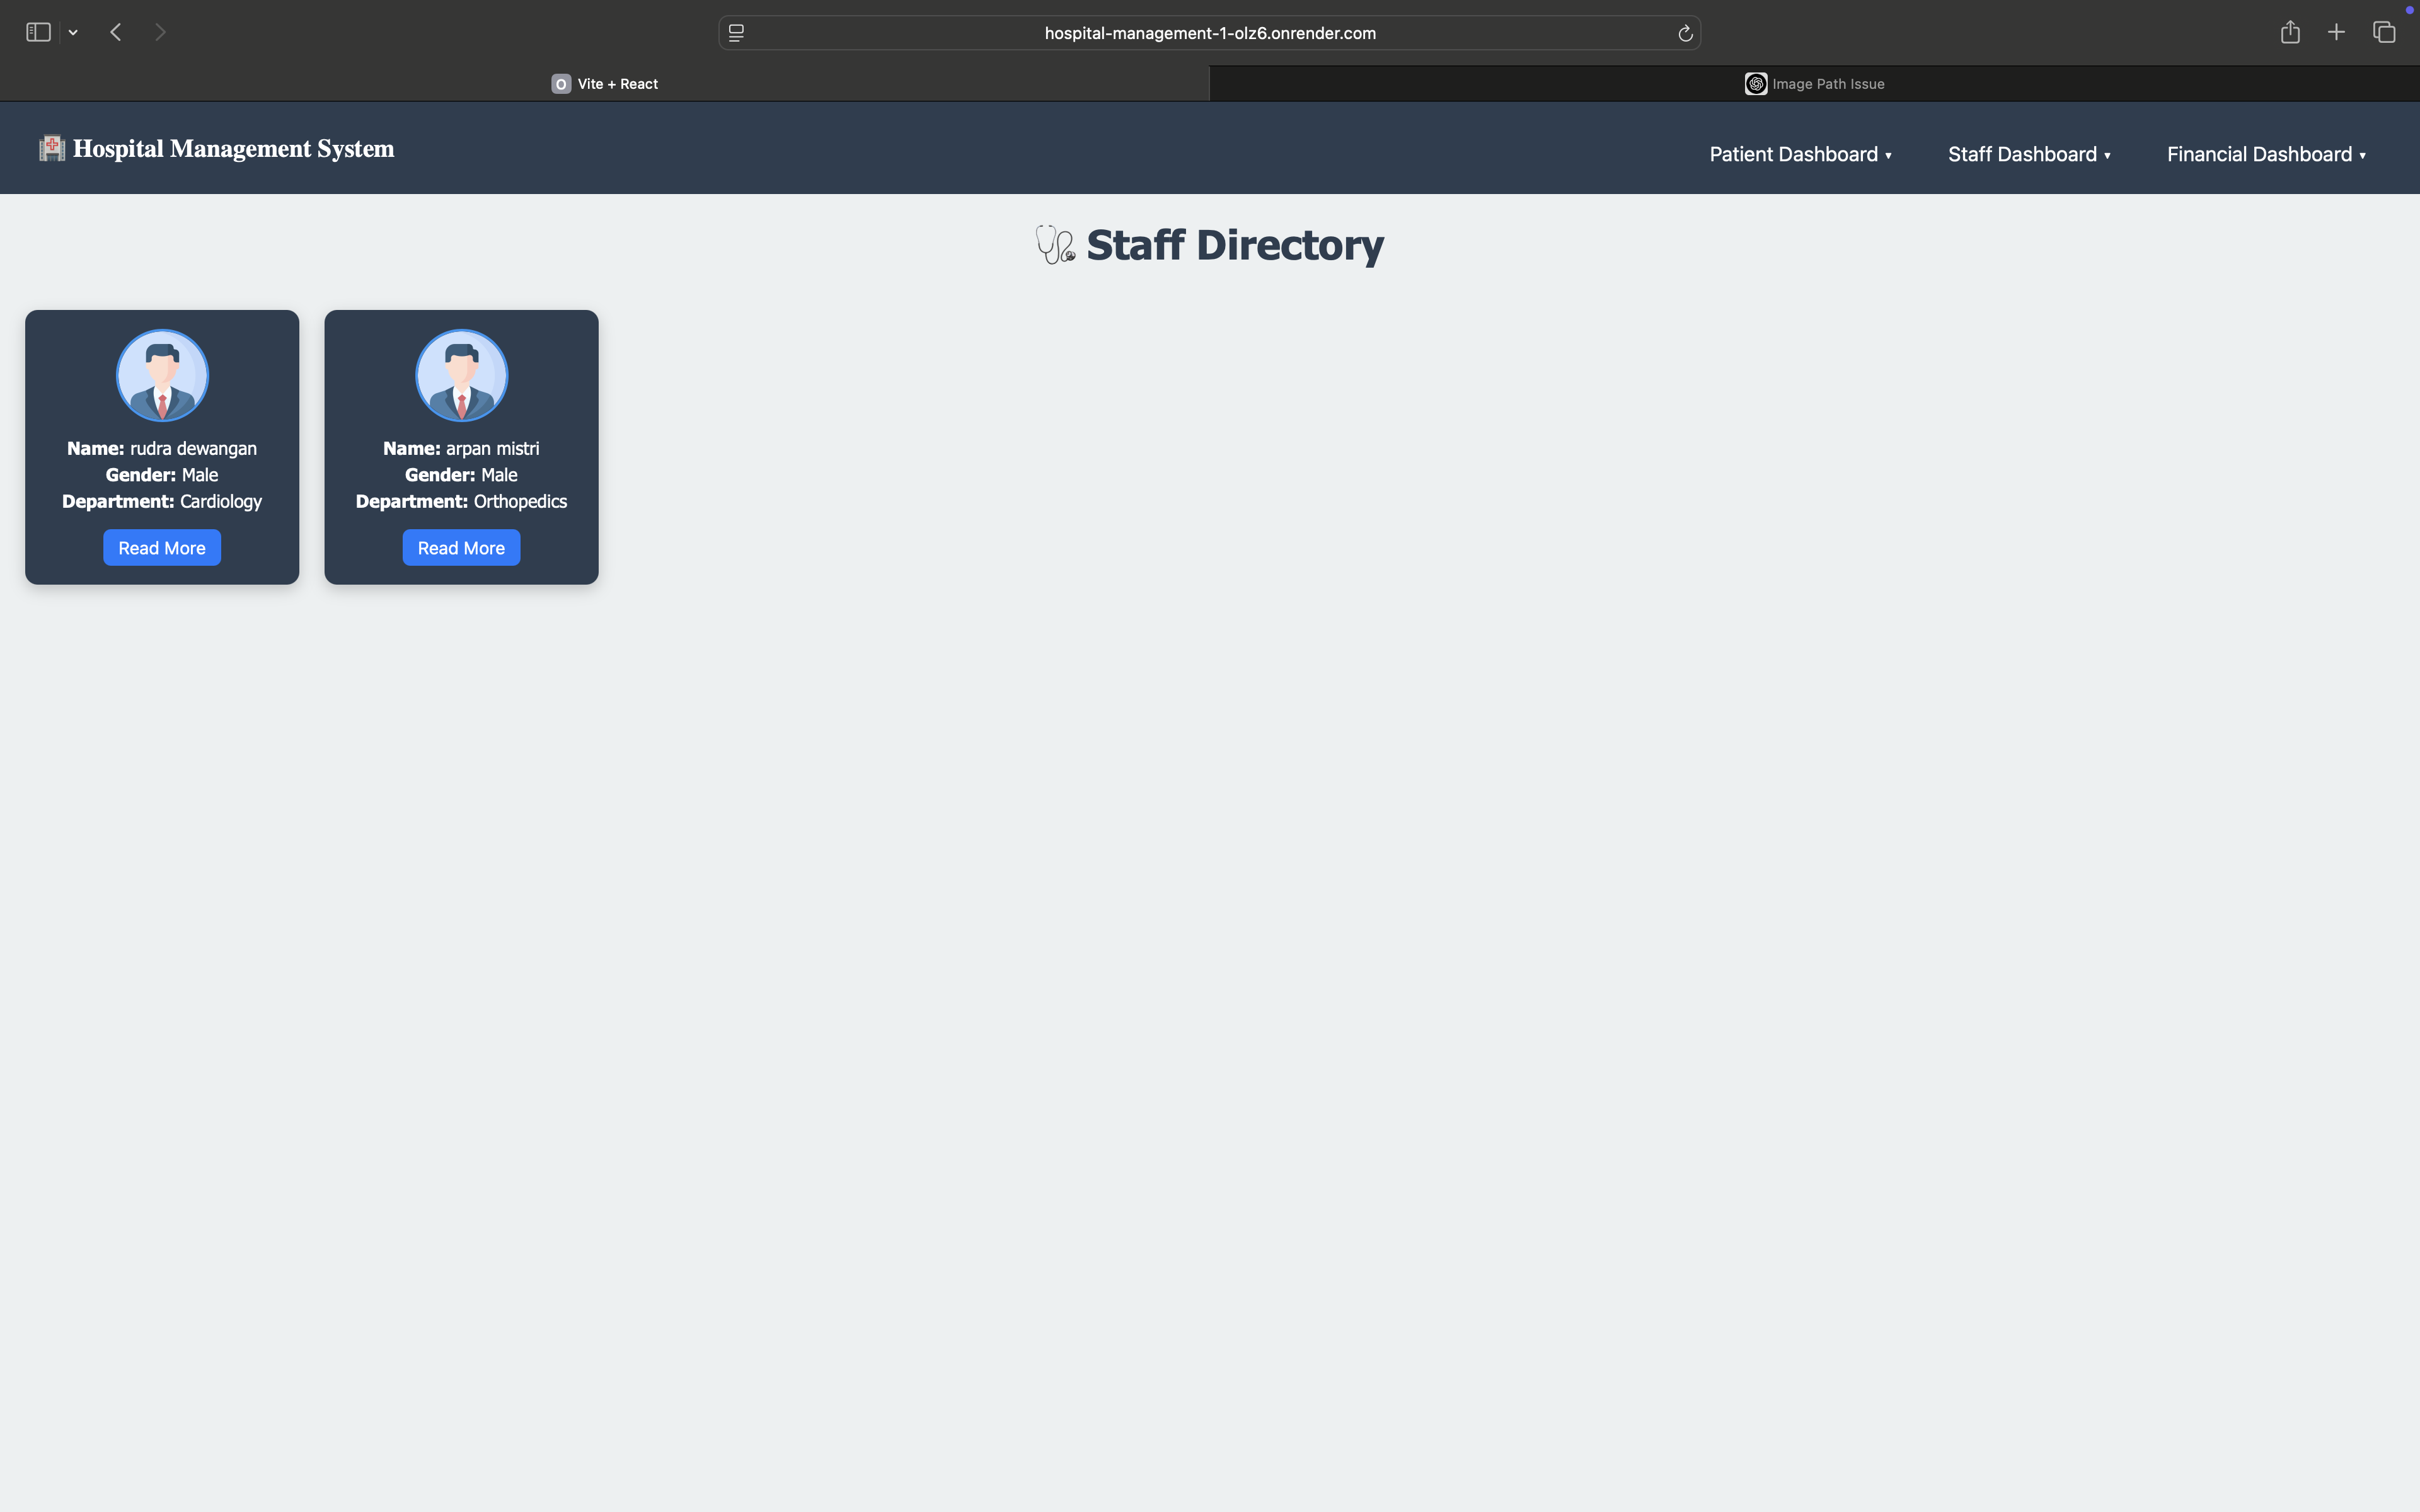 hospital-management-1-olz6.onrender.com
O Vite + React
Image Path Issue
Hospital Management System
Patient Dashboard ▾
Staff Dashboard ▾
Financial Dashboard ▾
Staff Directory
Name: rudra dewangan
Gender: Male
Department: Cardiology
Read More
Name: arpan mistri
Gender: Male
Department: Orthopedics
Read More